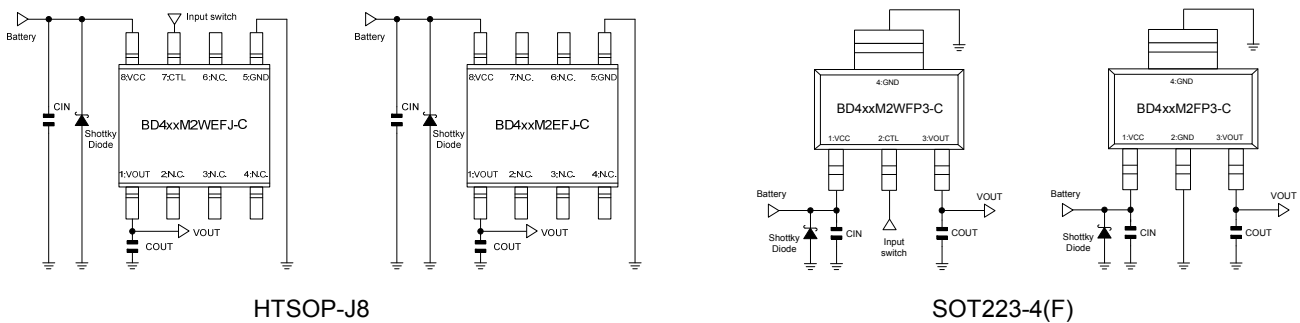 Battery
Input switch
8:VCC 7:CTL 6:N.C. 5:GND
CIN
Shottky
Diode
BD4xxM2WEFJ-C
1:VOUT 2:N.C. 3:N.C. 4:N.C.
VOUT
COUT
Battery
8:VCC 7:N.C. 6:N.C. 5:GND
CIN
Shottky
Diode
BD4xxM2EFJ-C
1:VOUT 2:N.C. 3:N.C. 4:N.C.
VOUT
COUT
HTSOP-J8
4:GND
BD4xxM2WFP3-C
1:VCC 2:CTL 3:VOUT
Battery
VOUT
Shottky
Diode
CIN
Input
switch
COUT
4:GND
BD4xxM2FP3-C
1:VCC 2:GND 3:VOUT
Battery
VOUT
Shottky
Diode
CIN
COUT
SOT223-4(F)